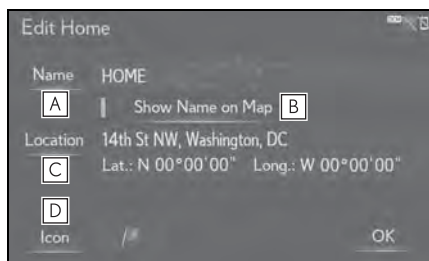 Edit Home
Name HOME
A Show Name on Map B
Location 14th St NW, Washington, DC
C Lat.: N 00°00'00" Long.: W 00°00'00"
D
Icon OK